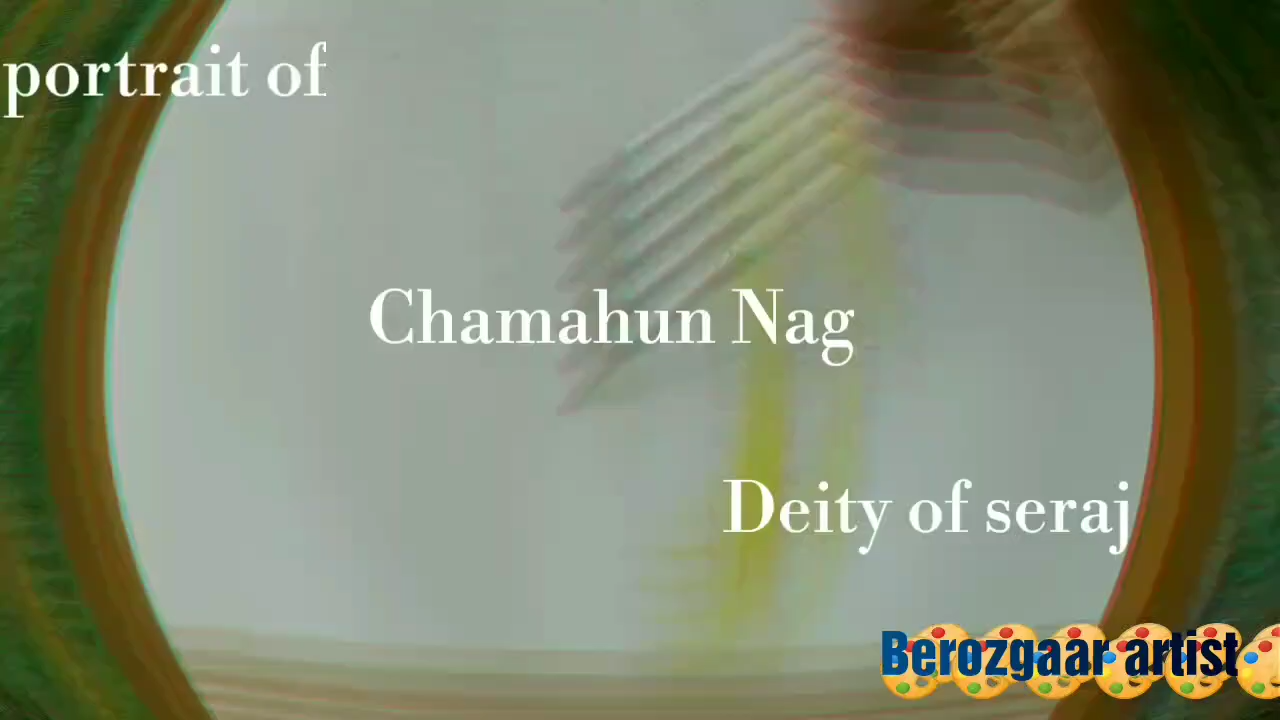 portrait of
Chamahun Nag
Deity of seraj
Berozgaar artist